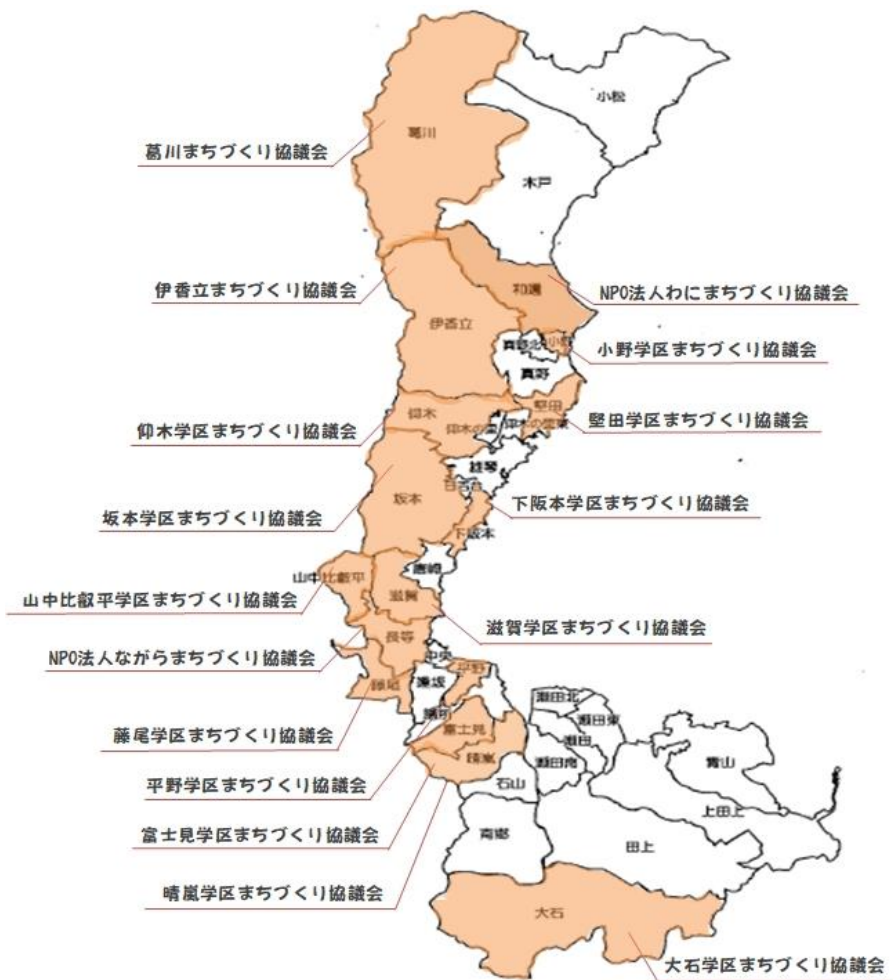 小松
葛川
葛川まちづくり協議会
木戸
伊香立まちづくり協議会
和邇
NPO法人わにまちづくり協議会
伊香立
真野北
小野
小野学区まちづくり協議会
真野
堅田
仰木
仰木の里
堅田学区まちづくり協議会
仰木学区まちづくり協議会
雄琴
日吉台
坂本
下阪本学区まちづくり協議会
坂本学区まちづくり協議会
下阪本
唐崎
山中比叡平
滋賀
山中比叡平学区まちづくり協議会
滋賀学区まちづくり協議会
長等
NPO法人ながらまちづくり協議会
中央
平野
藤尾
逢坂
瀬田北
膳所
瀬田東
藤尾学区まちづくり協議会
富士見
瀬田
晴嵐
瀬田南
青山
平野学区まちづくり協議会
石山
上田上
富士見学区まちづくり協議会
南郷
田上
晴嵐学区まちづくり協議会
大石
大石学区まちづくり協議会